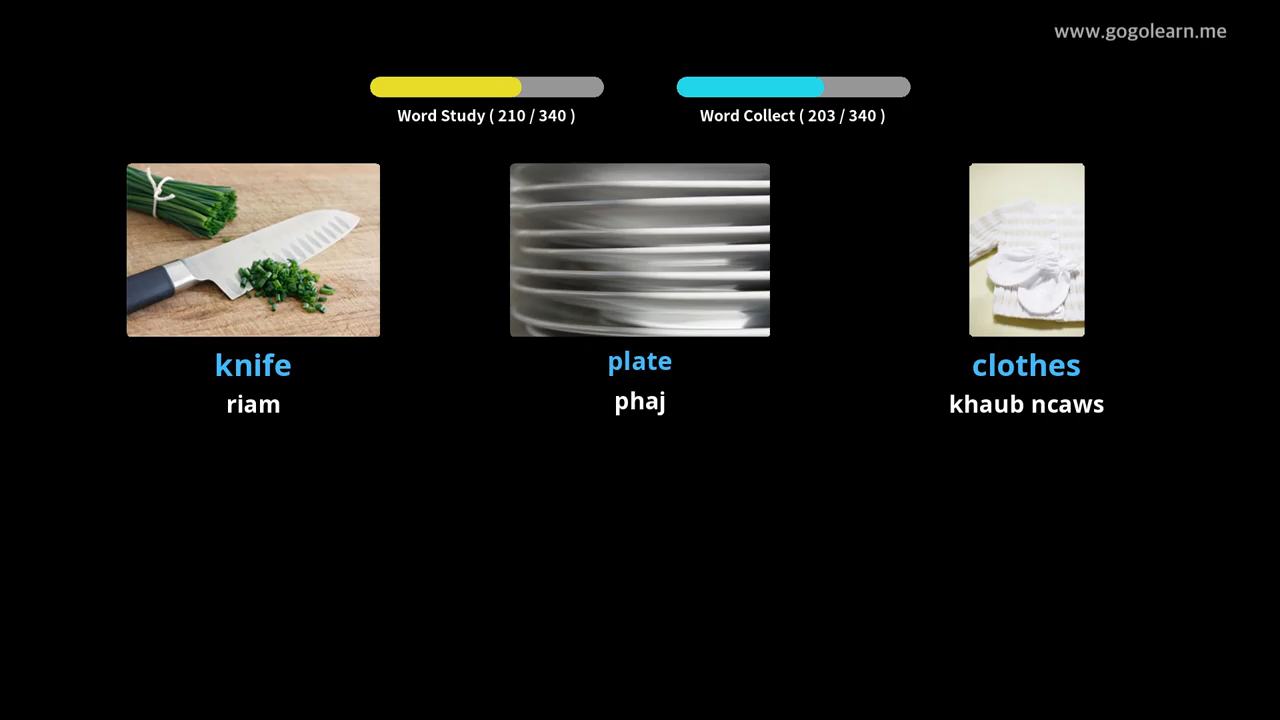 www.gogolearn.me
Word Study ( 210 / 340 )
Word Collect ( 203 / 340 )
knife
plate
clothes
riam
phaj
khaub ncaws